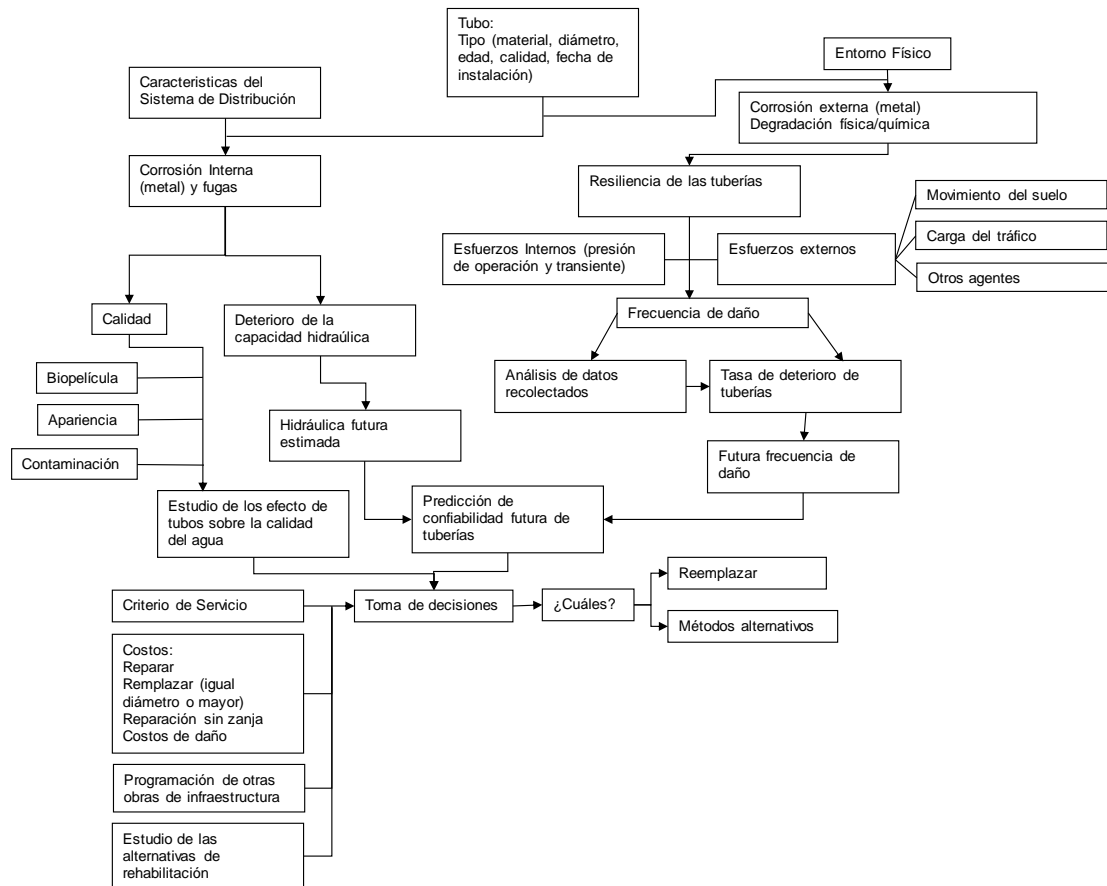 Tubo:
Tipo (material, diámetro,
edad, calidad, fecha de
instalación)
Entorno Físico
Caracteristicas del
Sistema de Distribución
Corrosión externa (metal)
Degradación física/química
Corrosión Interna
(metal) y fugas
Resiliencia de las tuberías
Movimiento del suelo
Carga del tráfico
Otros agentes
Esfuerzos Internos (presión
de operación y transiente)
Esfuerzos externos
Calidad
Deterioro de la
capacidad hidraúlica
Frecuencia de daño
Biopelícula
Apariencia
Contaminación
Análisis de datos
recolectados
Tasa de deterioro de
tuberías
Hidráulica futura
estimada
Futura frecuencia de
daño
Estudio de los efecto de
tubos sobre la calidad
del agua
Predicción de
confiabilidad futura de
tuberías
Criterio de Servicio
Toma de decisiones
¿Cuáles?
Reemplazar
Métodos alternativos
Costos:
Reparar
Remplazar (igual
diámetro o mayor)
Reparación sin zanja
Costos de daño
Programación de otras
obras de infraestructura
Estudio de las
alternativas de
rehabilitación